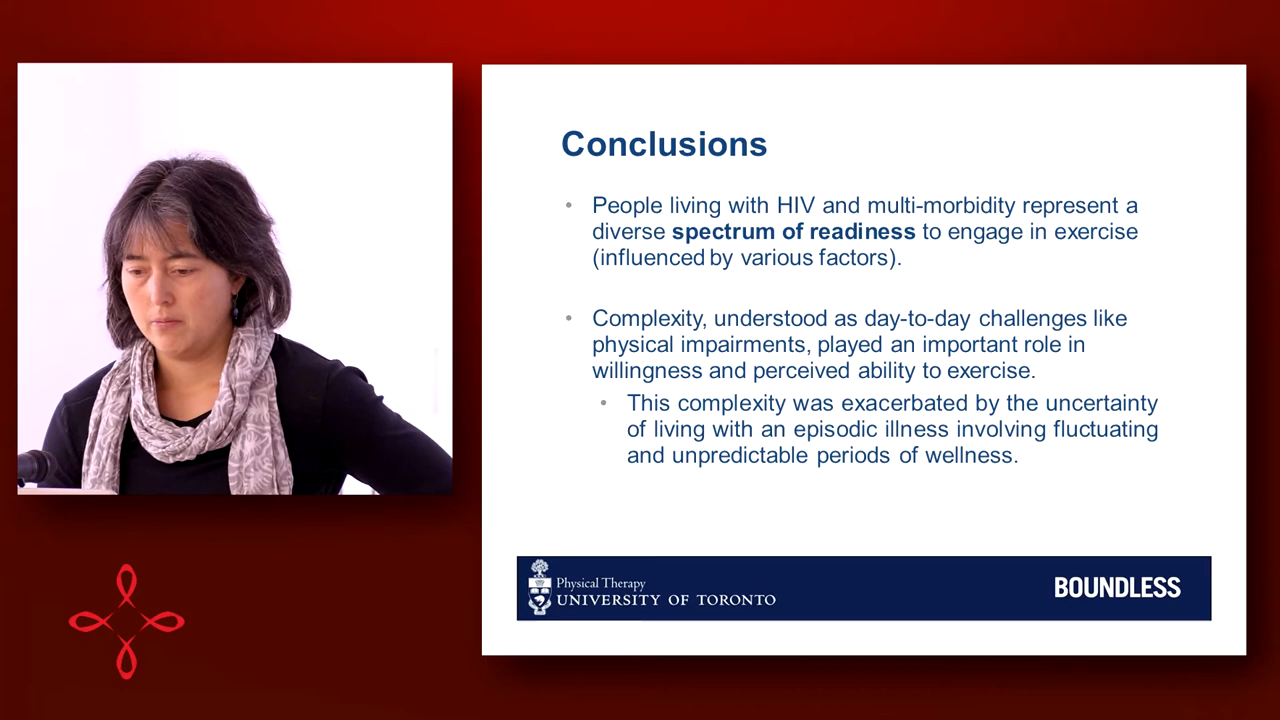 Conclusions
• People living with HIV and multi-morbidity represent a
diverse spectrum of readiness to engage in exercise
(influenced by various factors).
• Complexity, understood as day-to-day challenges like
physical impairments, played an important role in
willingness and perceived ability to exercise.
• This complexity was exacerbated by the uncertainty
of living with an episodic illness involving fluctuating
and unpredictable periods of wellness.
Physical Therapy
UNIVERSITY OF TORONTO
BOUNDLESS